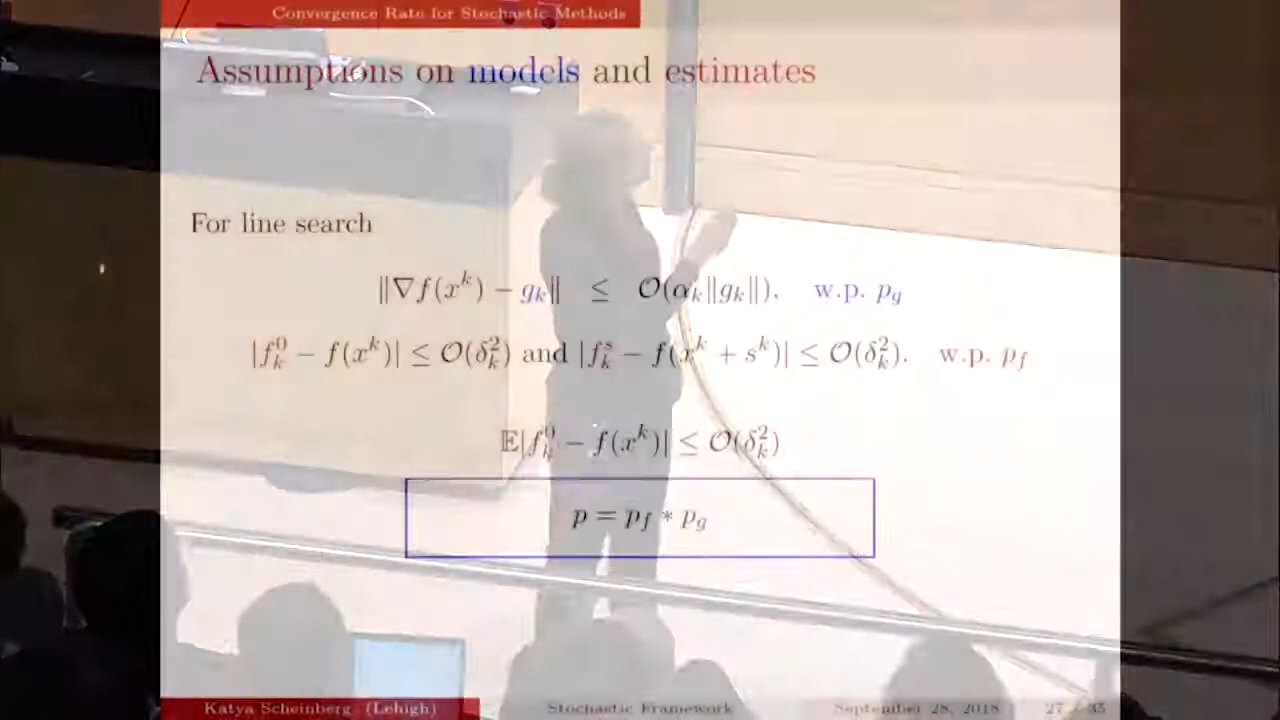 Convergence Rate for Stochastic Methods
Assumptions on models and estimates
For line search
‖∇f(x^k) − g_k‖ ≤ 𝒪(α_k‖g_k‖), w.p. p_g
|f_k^0 − f(x^k)| ≤ 𝒪(δ_k^2) and |f_k^s − f(x^k + s^k)| ≤ 𝒪(δ_k^2). w.p. p_f
𝔼|f_k^0 − f(x^k)| ≤ 𝒪(δ_k^2)
p = p_f * p_g
Katya Scheinberg (Lehigh) Stochastic Framework September 28, 2018 27 / 35